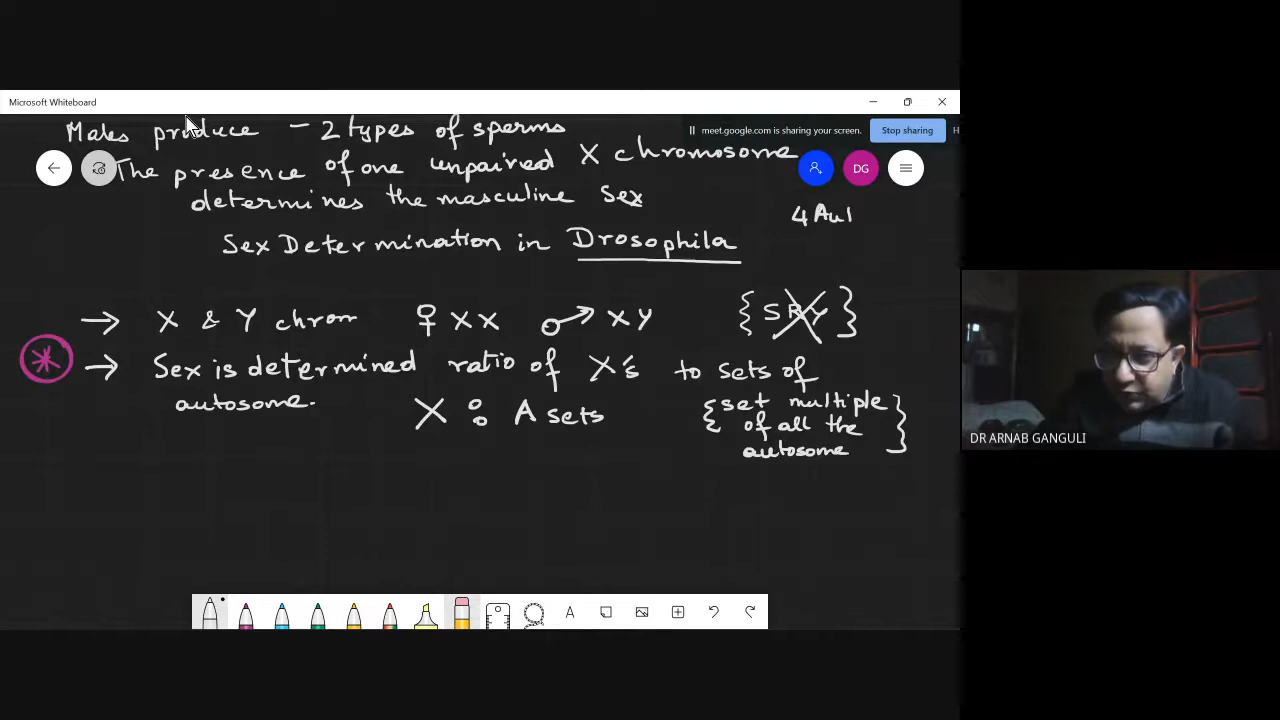 Microsoft Whiteboard
Males produce - 2 types of sperms
meet.google.com is sharing your screen.
Stop sharing
H
The presence of one unpaired X chromosome
DG
determines the masculine Sex
4 Aul
Sex Determination in Drosophila
→ X & Y chrom ♀ XX ♂ XY { SRY }
→ Sex is determined ratio of X's to sets of
autosome.
X : A sets
{ set multiple
of all the
autosome }
DR ARNAB GANGULI
A